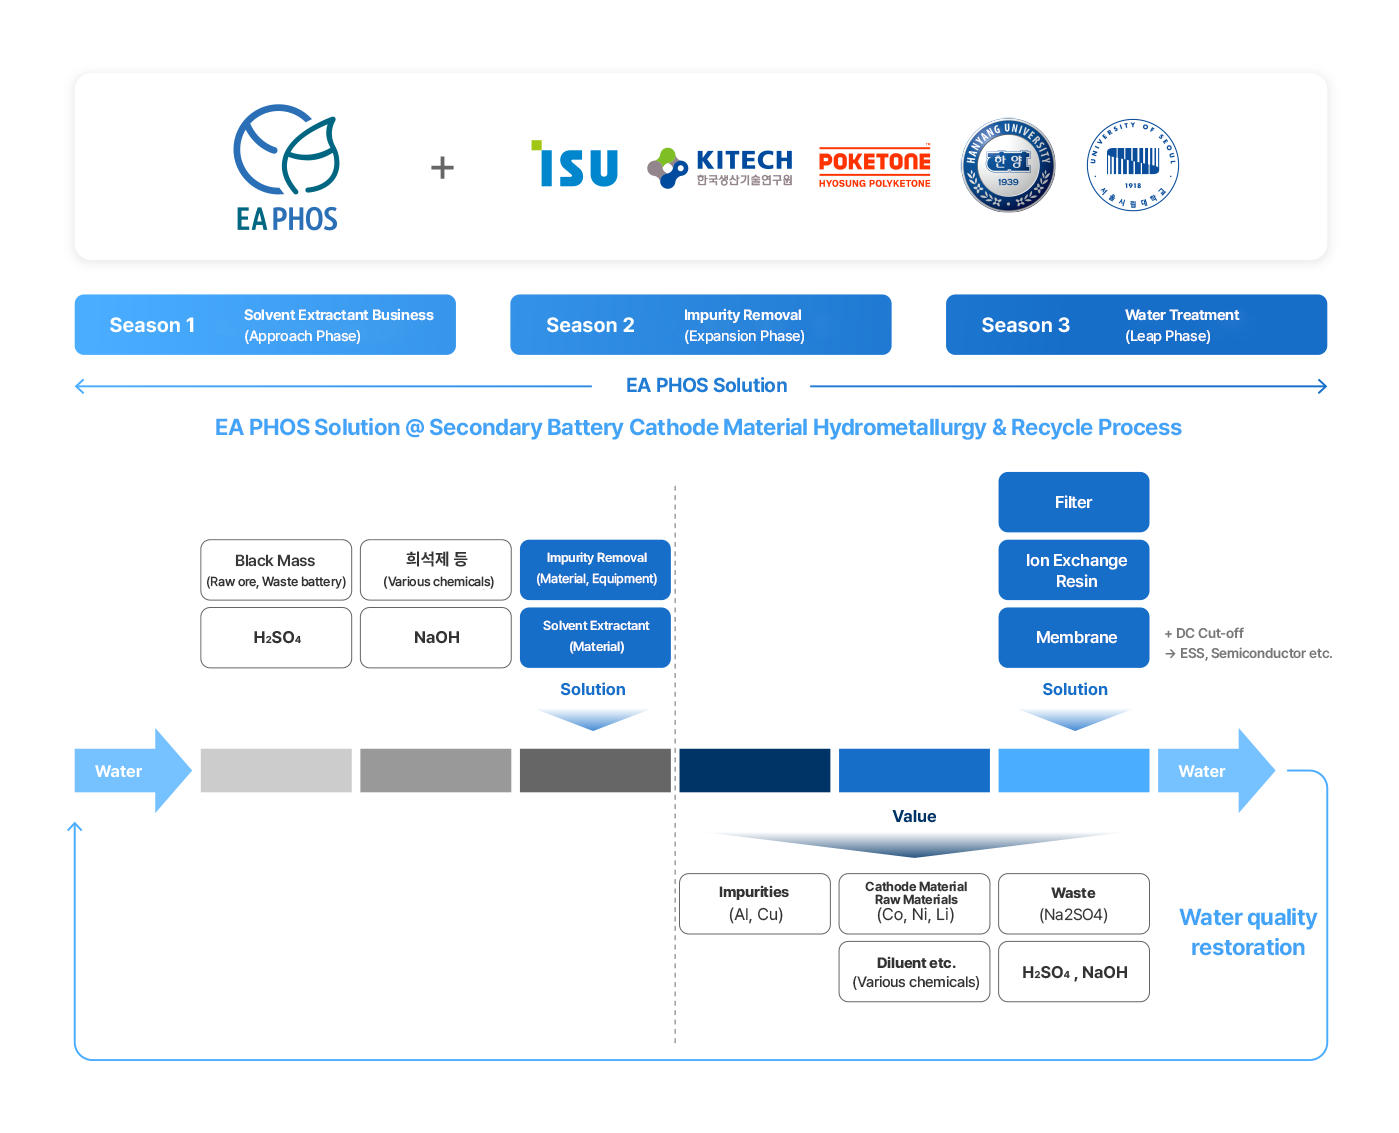 EA PHOS
+
ISU
KITECH
한국생산기술연구원
POKETONE
TM
HYOSUNG POLYKETONE
HANYANG UNIVERSITY
한양
1939
UNIVERSITY OF SEOUL
1918
서울시립대학교
Season 1
Solvent Extractant Business
(Approach Phase)
Season 2
Impurity Removal
(Expansion Phase)
Season 3
Water Treatment
(Leap Phase)
EA PHOS Solution
EA PHOS Solution @ Secondary Battery Cathode Material Hydrometallurgy & Recycle Process
Filter
Black Mass
(Raw ore, Waste battery)
희석제 등
(Various chemicals)
Impurity Removal
(Material, Equipment)
Ion Exchange
Resin
H₂SO₄
NaOH
Solvent Extractant
(Material)
Membrane
+ DC Cut-off
→ ESS, Semiconductor etc.
Solution
Solution
Water
Water
Value
Impurities
(Al, Cu)
Cathode Material
Raw Materials
(Co, Ni, Li)
Waste
(Na2SO4)
Diluent etc.
(Various chemicals)
H₂SO₄ , NaOH
Water quality
restoration